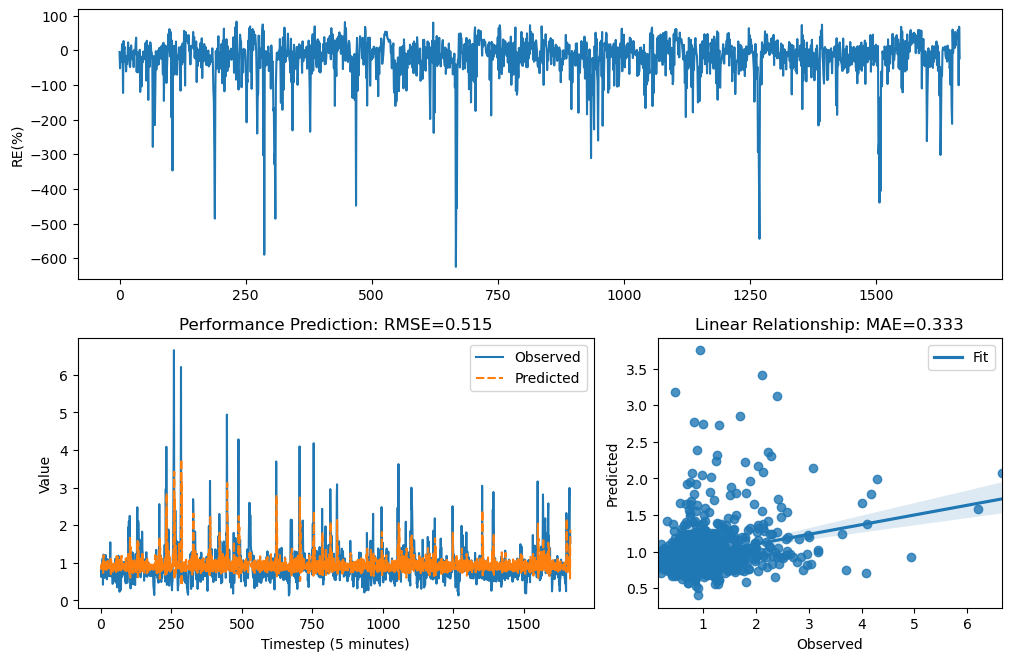 100
0
−100
−200
−300
−400
−500
−600
RE(%)
0 250 500 750 1000 1250 1500
Performance Prediction: RMSE=0.515
Observed
Predicted
6
5
4
3
2
1
0
Value
0 250 500 750 1000 1250 1500
Timestep (5 minutes)
Linear Relationship: MAE=0.333
Fit
3.5
3.0
2.5
2.0
1.5
1.0
0.5
Predicted
1 2 3 4 5 6
Observed